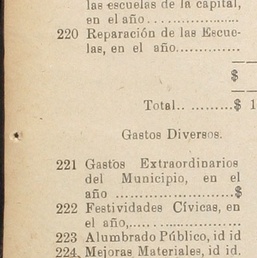 las escuelas de la capital,
en el año....................
220 Reparación de las Escue-
las, en el año..............
$
Total.. ..........$ 1
Gastos Diversos.
221 Gastos Extraordinarios
del Municipio, en el
año ....................$
222 Festividades Cívicas, en
el año,.....................
223 Alumbrado Público, id id
224 Mejoras Materiales, id id.